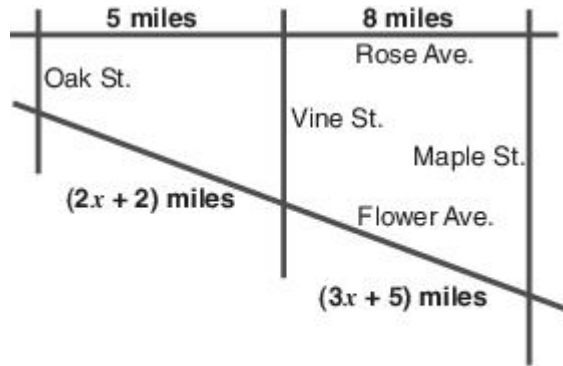 5 miles
8 miles
Rose Ave.
Oak St.
Vine St.
Maple St.
(2x + 2) miles
Flower Ave.
(3x + 5) miles